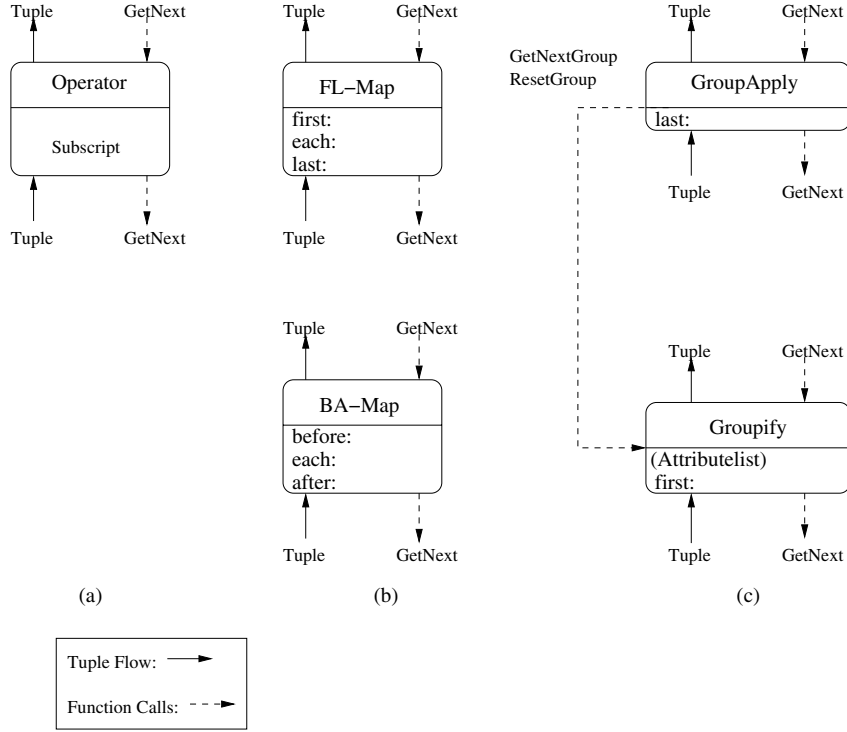 Tuple GetNext
Operator
Subscript
Tuple GetNext
(a)
Tuple GetNext
FL−Map
first:
each:
last:
Tuple GetNext
Tuple GetNext
BA−Map
before:
each:
after:
Tuple GetNext
(b)
GetNextGroup
ResetGroup
Tuple GetNext
GroupApply
last:
Tuple GetNext
Tuple GetNext
Groupify
(Attributelist)
first:
Tuple GetNext
(c)
Tuple Flow:
Function Calls: